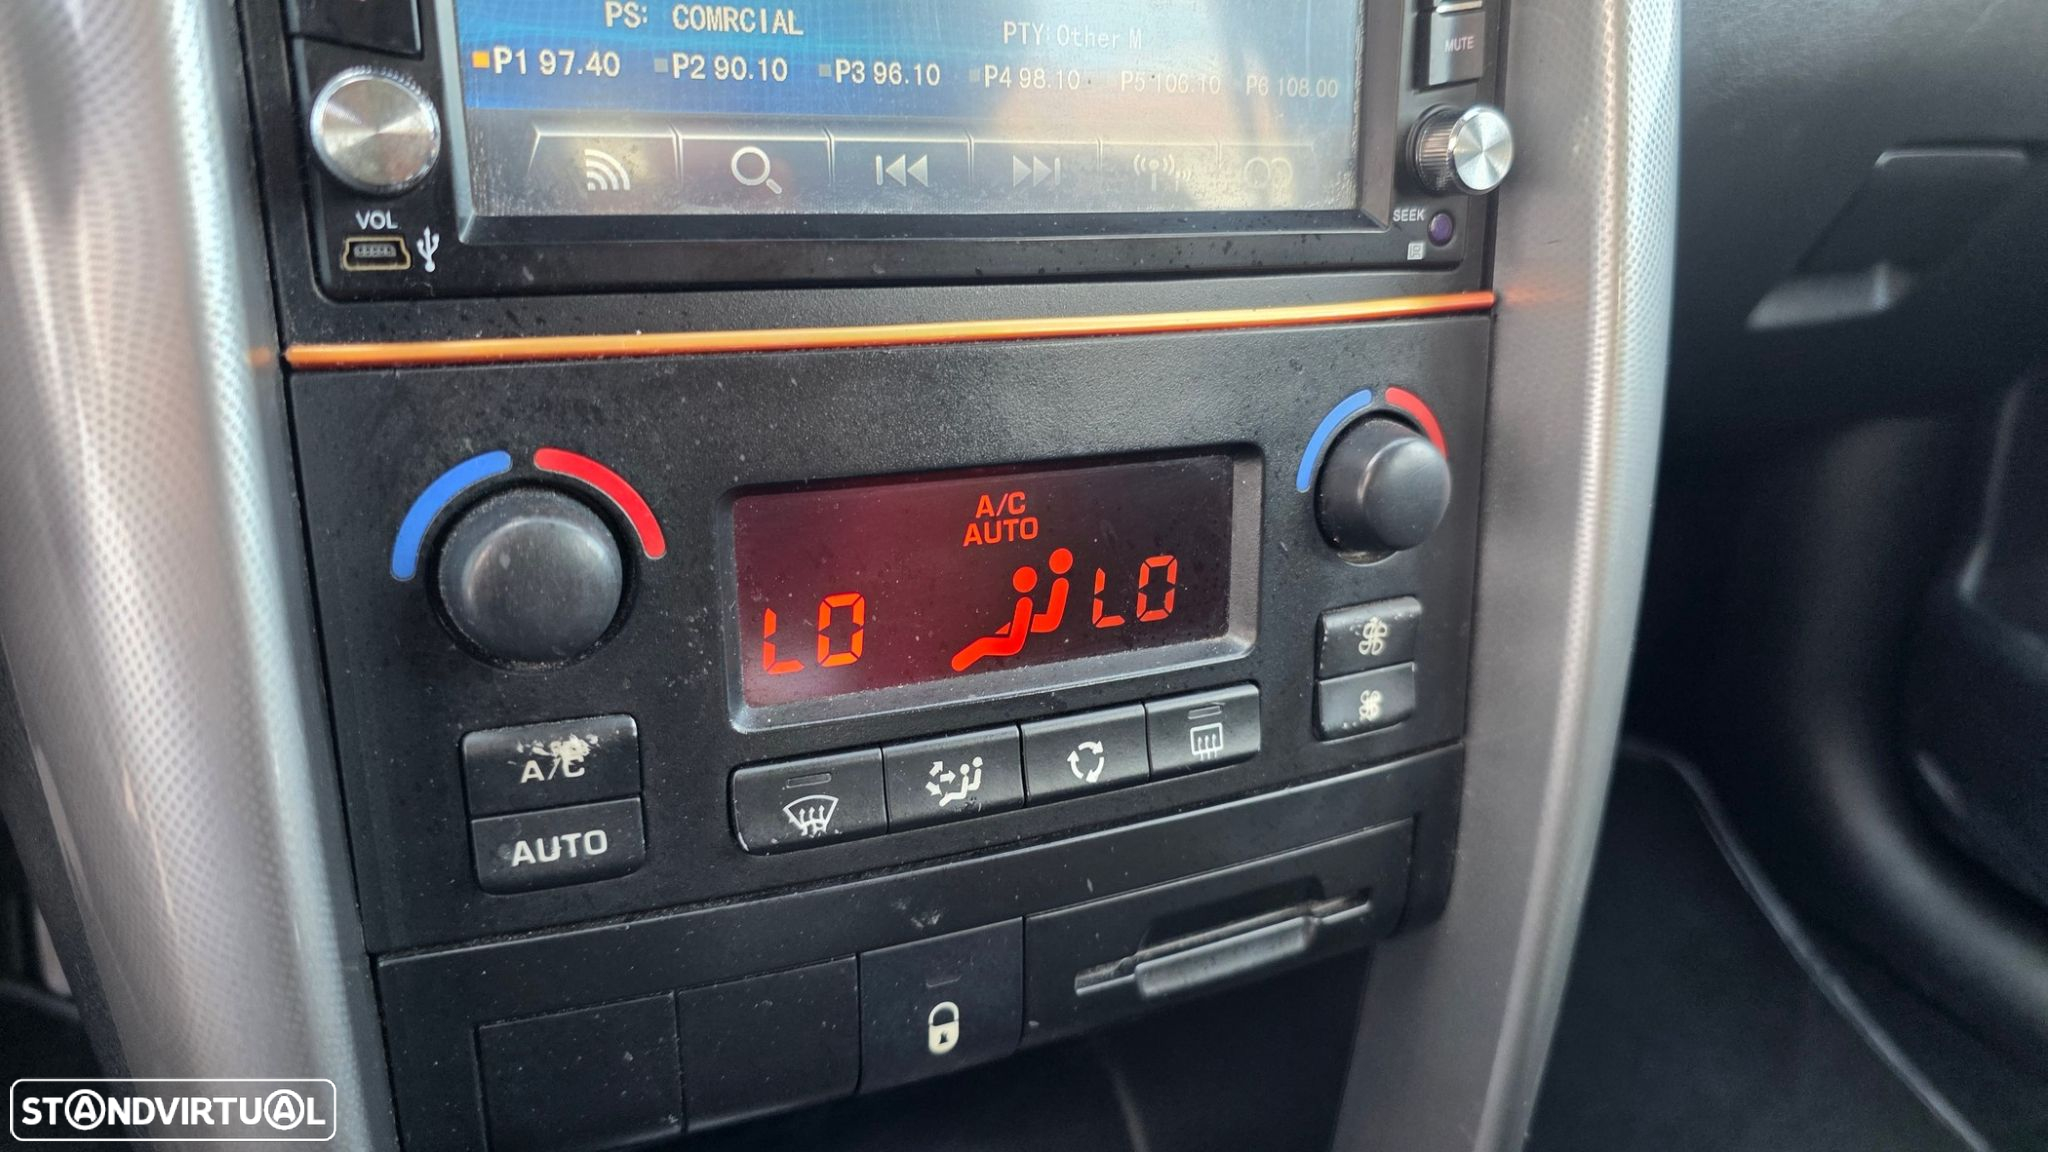 PS: COMRCIAL
PTY:Other M
P1 97.40 P2 90.10 P3 96.10 P4 98.10 P5 106.10 P6 108.00
MUTE
VOL
SEEK
A/C
AUTO
LO LO
A/C
AUTO
STANDVIRTUAL